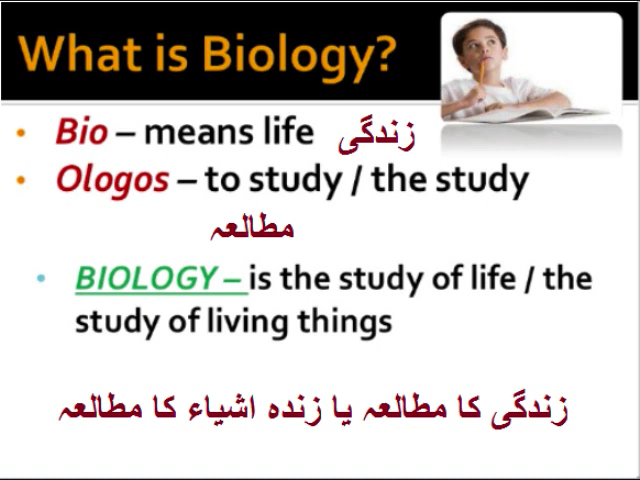 What is Biology?
• Bio – means life زندگی
• Ologos – to study / the study
مطالعہ
• BIOLOGY – is the study of life / the
study of living things
زندگی کا مطالعہ یا زندہ اشیاء کا مطالعہ